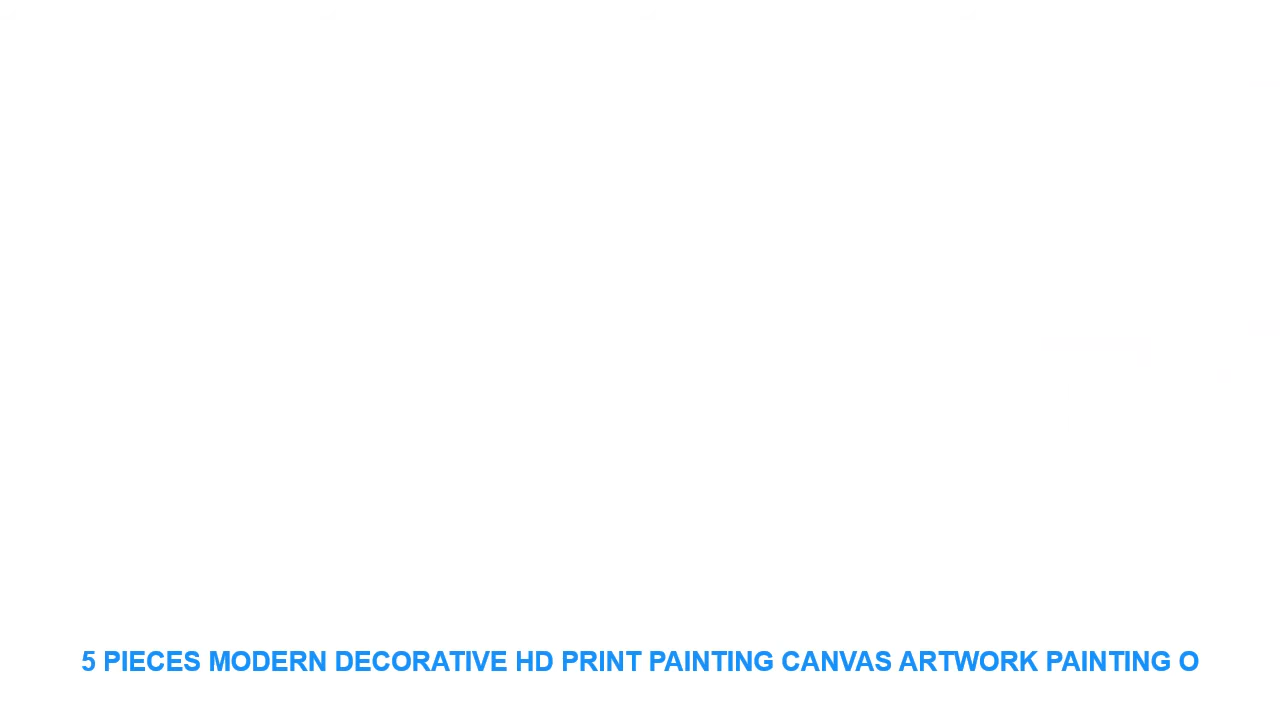 5 PIECES MODERN DECORATIVE HD PRINT PAINTING CANVAS ARTWORK PAINTING O